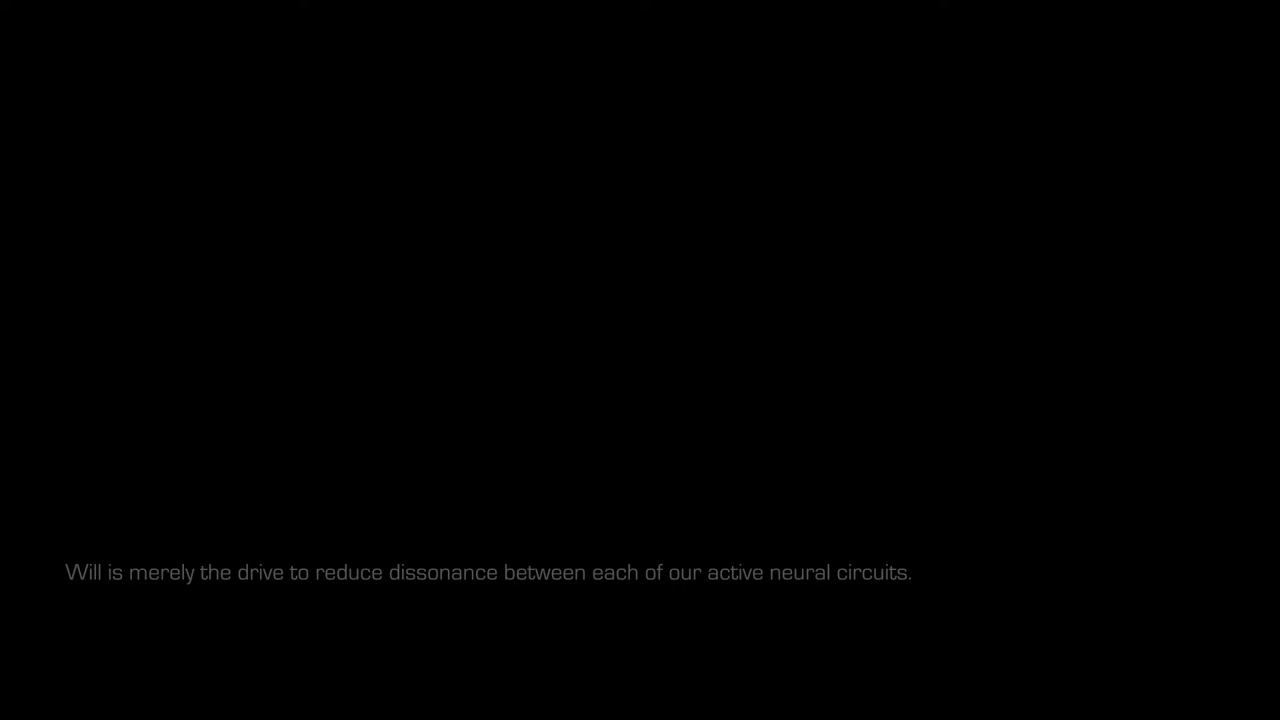 Will is merely the drive to reduce dissonance between each of our active neural circuits.